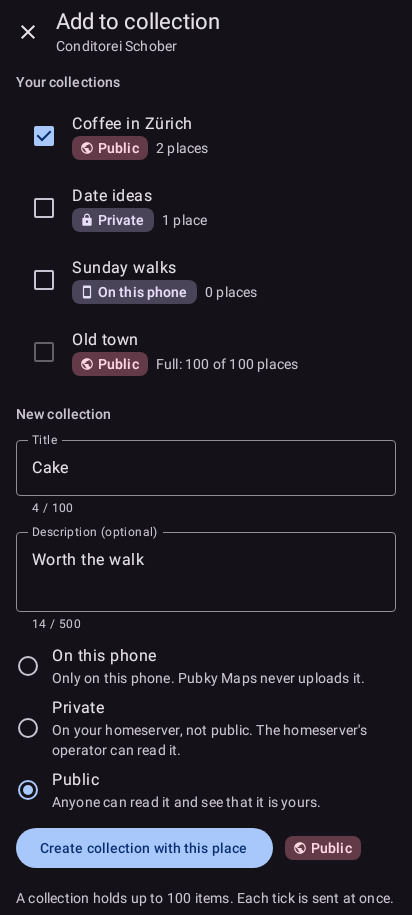 Add to collection
Conditorei Schober
Your collections
Coffee in Zürich
Public 2 places
Date ideas
Private 1 place
Sunday walks
On this phone 0 places
Old town
Public Full: 100 of 100 places
New collection
Title
Cake
4 / 100
Description (optional)
Worth the walk
14 / 500
On this phone
Only on this phone. Pubky Maps never uploads it.
Private
On your homeserver, not public. The homeserver's
operator can read it.
Public
Anyone can read it and see that it is yours.
Create collection with this place Public
A collection holds up to 100 items. Each tick is sent at once.